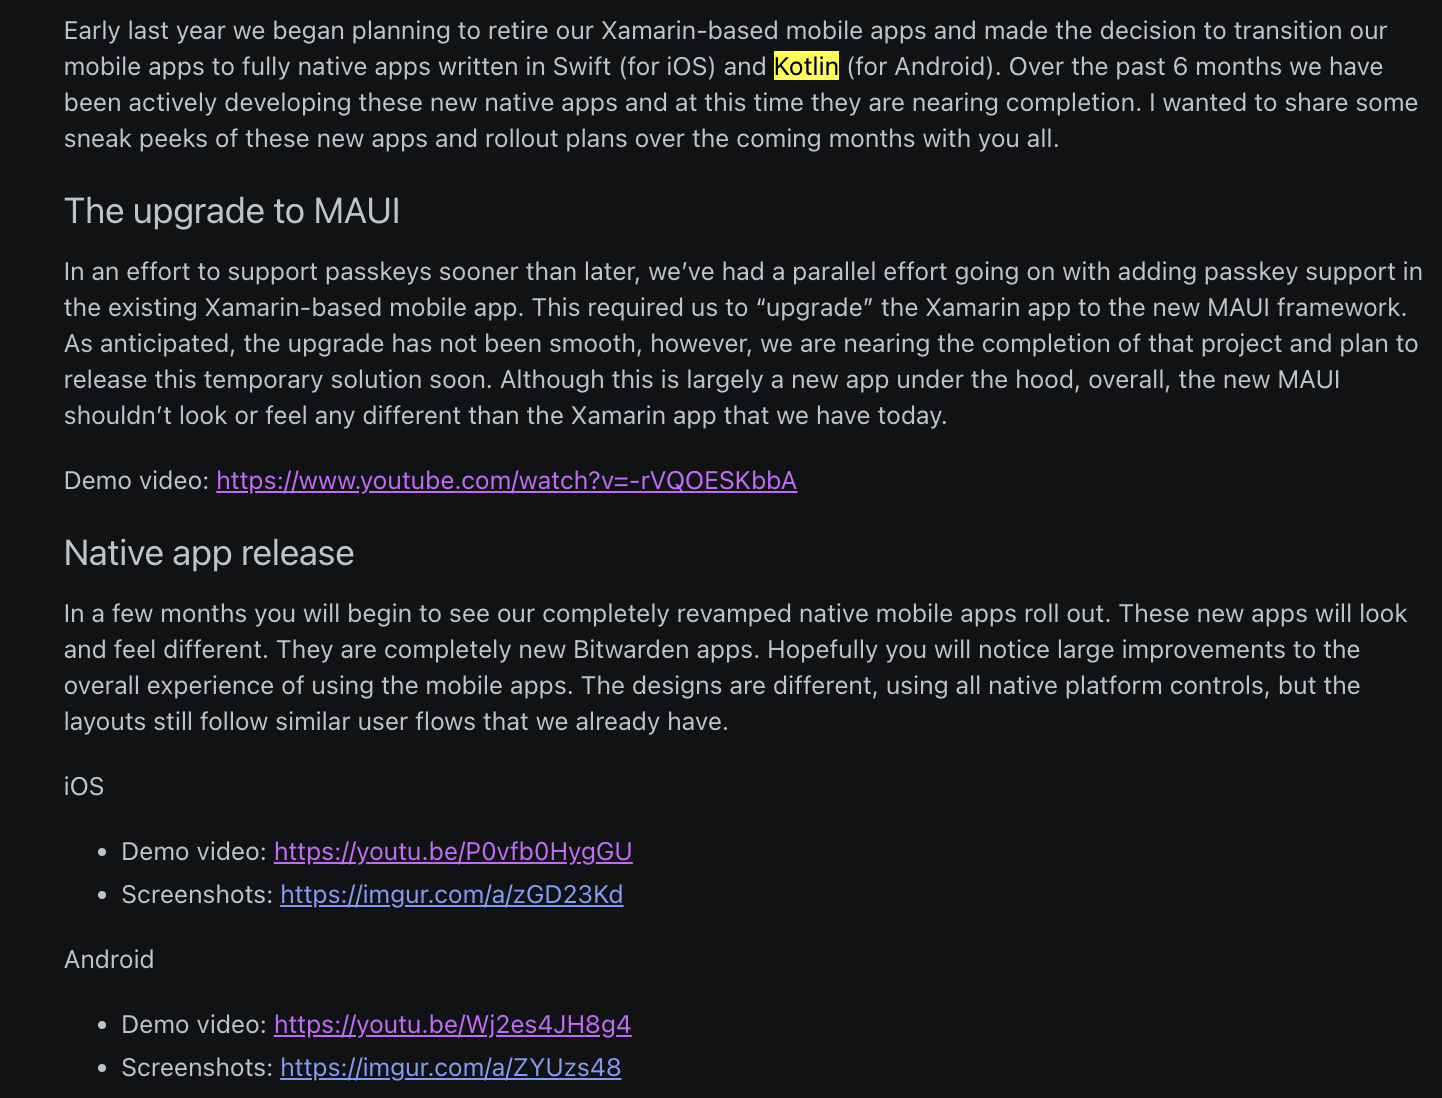 Early last year we began planning to retire our Xamarin-based mobile apps and made the decision to transition our
mobile apps to fully native apps written in Swift (for iOS) and Kotlin (for Android). Over the past 6 months we have
been actively developing these new native apps and at this time they are nearing completion. I wanted to share some
sneak peeks of these new apps and rollout plans over the coming months with you all.
The upgrade to MAUI
In an effort to support passkeys sooner than later, we’ve had a parallel effort going on with adding passkey support in
the existing Xamarin-based mobile app. This required us to “upgrade” the Xamarin app to the new MAUI framework.
As anticipated, the upgrade has not been smooth, however, we are nearing the completion of that project and plan to
release this temporary solution soon. Although this is largely a new app under the hood, overall, the new MAUI
shouldn’t look or feel any different than the Xamarin app that we have today.
Demo video: https://www.youtube.com/watch?v=-rVQOESKbbA
Native app release
In a few months you will begin to see our completely revamped native mobile apps roll out. These new apps will look
and feel different. They are completely new Bitwarden apps. Hopefully you will notice large improvements to the
overall experience of using the mobile apps. The designs are different, using all native platform controls, but the
layouts still follow similar user flows that we already have.
iOS
• Demo video: https://youtu.be/P0vfb0HygGU
• Screenshots: https://imgur.com/a/zGD23Kd
Android
• Demo video: https://youtu.be/Wj2es4JH8g4
• Screenshots: https://imgur.com/a/ZYUzs48